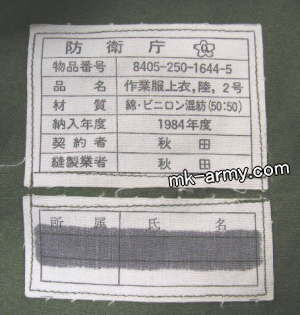 防衛庁
物品番号 8405-250-1644-5
品名 作業服上衣,陸,2号
材質 綿・ビニロン混紡(50:50)
納入年度 1984年度
契約者 秋田
縫製業者 秋田
mk-army.com
所属 氏名